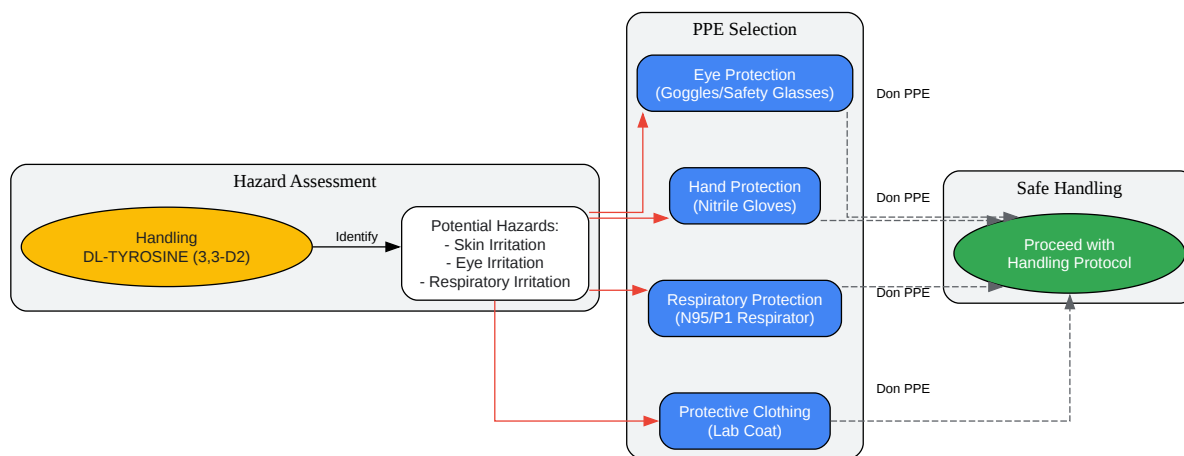 Hazard Assessment
Handling
DL-TYROSINE (3,3-D2)
Identify
Potential Hazards:
- Skin Irritation
- Eye Irritation
- Respiratory Irritation
PPE Selection
Eye Protection
(Goggles/Safety Glasses)
Hand Protection
(Nitrile Gloves)
Respiratory Protection
(N95/P1 Respirator)
Protective Clothing
(Lab Coat)
Don PPE
Don PPE
Don PPE
Don PPE
Safe Handling
Proceed with
Handling Protocol